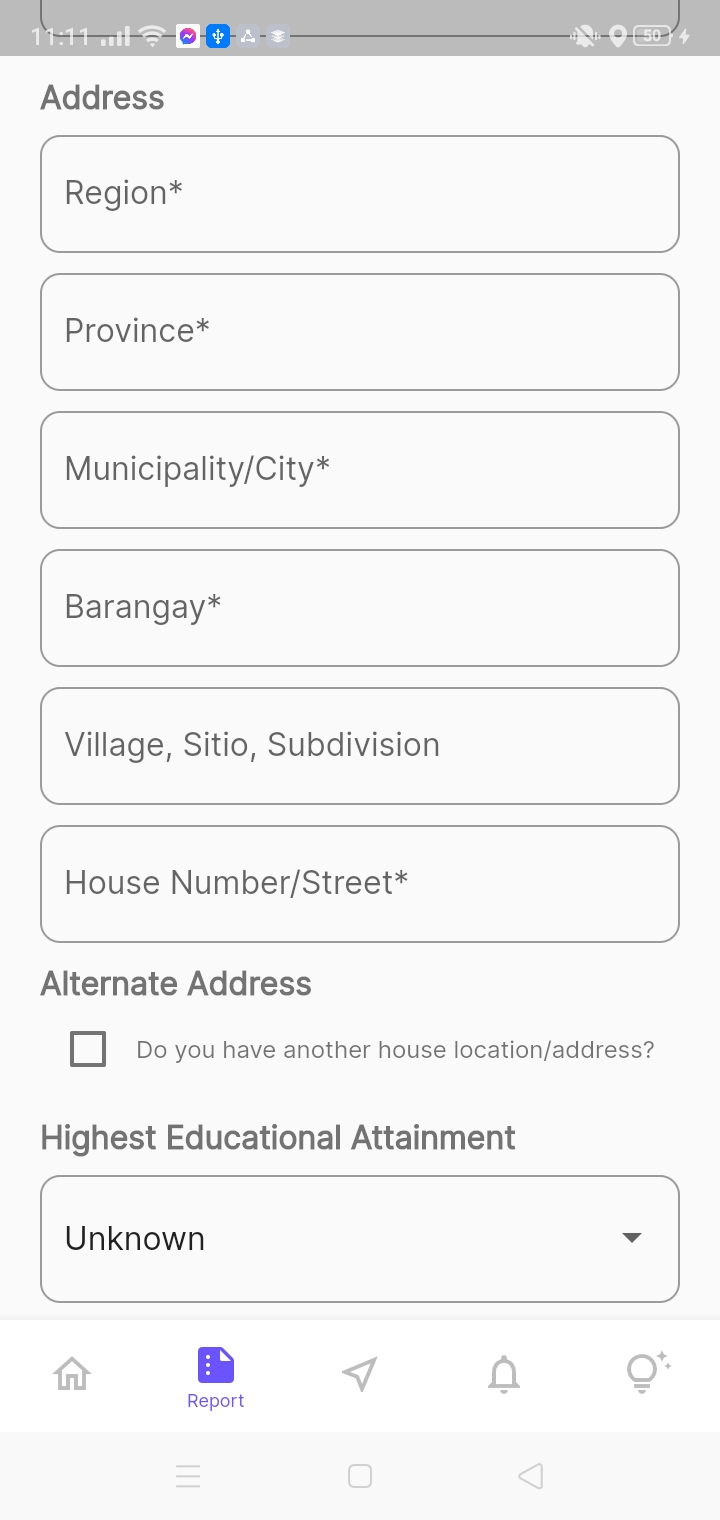 11:11
50
Address
Region*
Province*
Municipality/City*
Barangay*
Village, Sitio, Subdivision
House Number/Street*
Alternate Address
Do you have another house location/address?
Highest Educational Attainment
Unknown
Report